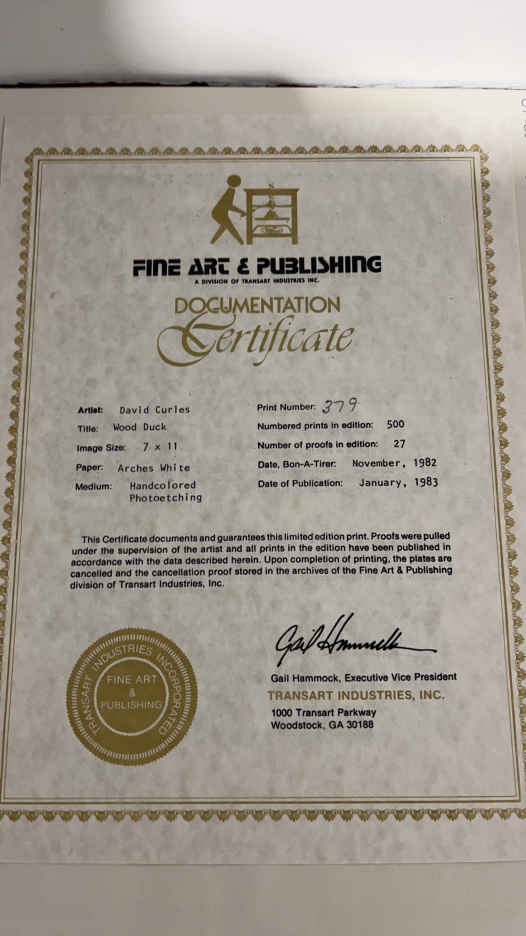 FINE ART & PUBLISHING
A DIVISION OF TRANSART INDUSTRIES INC.
DOCUMENTATION
Certificate
Artist: David Curles
Title: Wood Duck
Image Size: 7 x 11
Paper: Arches White
Medium: Handcolored
Photoetching
Print Number: 379
Numbered prints in edition: 500
Number of proofs in edition: 27
Date, Bon-A-Tirer: November, 1982
Date of Publication: January, 1983
This Certificate documents and guarantees this limited edition print. Proofs were pulled
under the supervision of the artist and all prints in the edition have been published in
accordance with the data described herein. Upon completion of printing, the plates are
cancelled and the cancellation proof stored in the archives of the Fine Art & Publishing
division of Transart Industries, Inc.
TRANSART INDUSTRIES INCORPORATED
FINE ART
&
PUBLISHING
Gail Hammock
Gail Hammock, Executive Vice President
TRANSART INDUSTRIES, INC.
1000 Transart Parkway
Woodstock, GA 30188